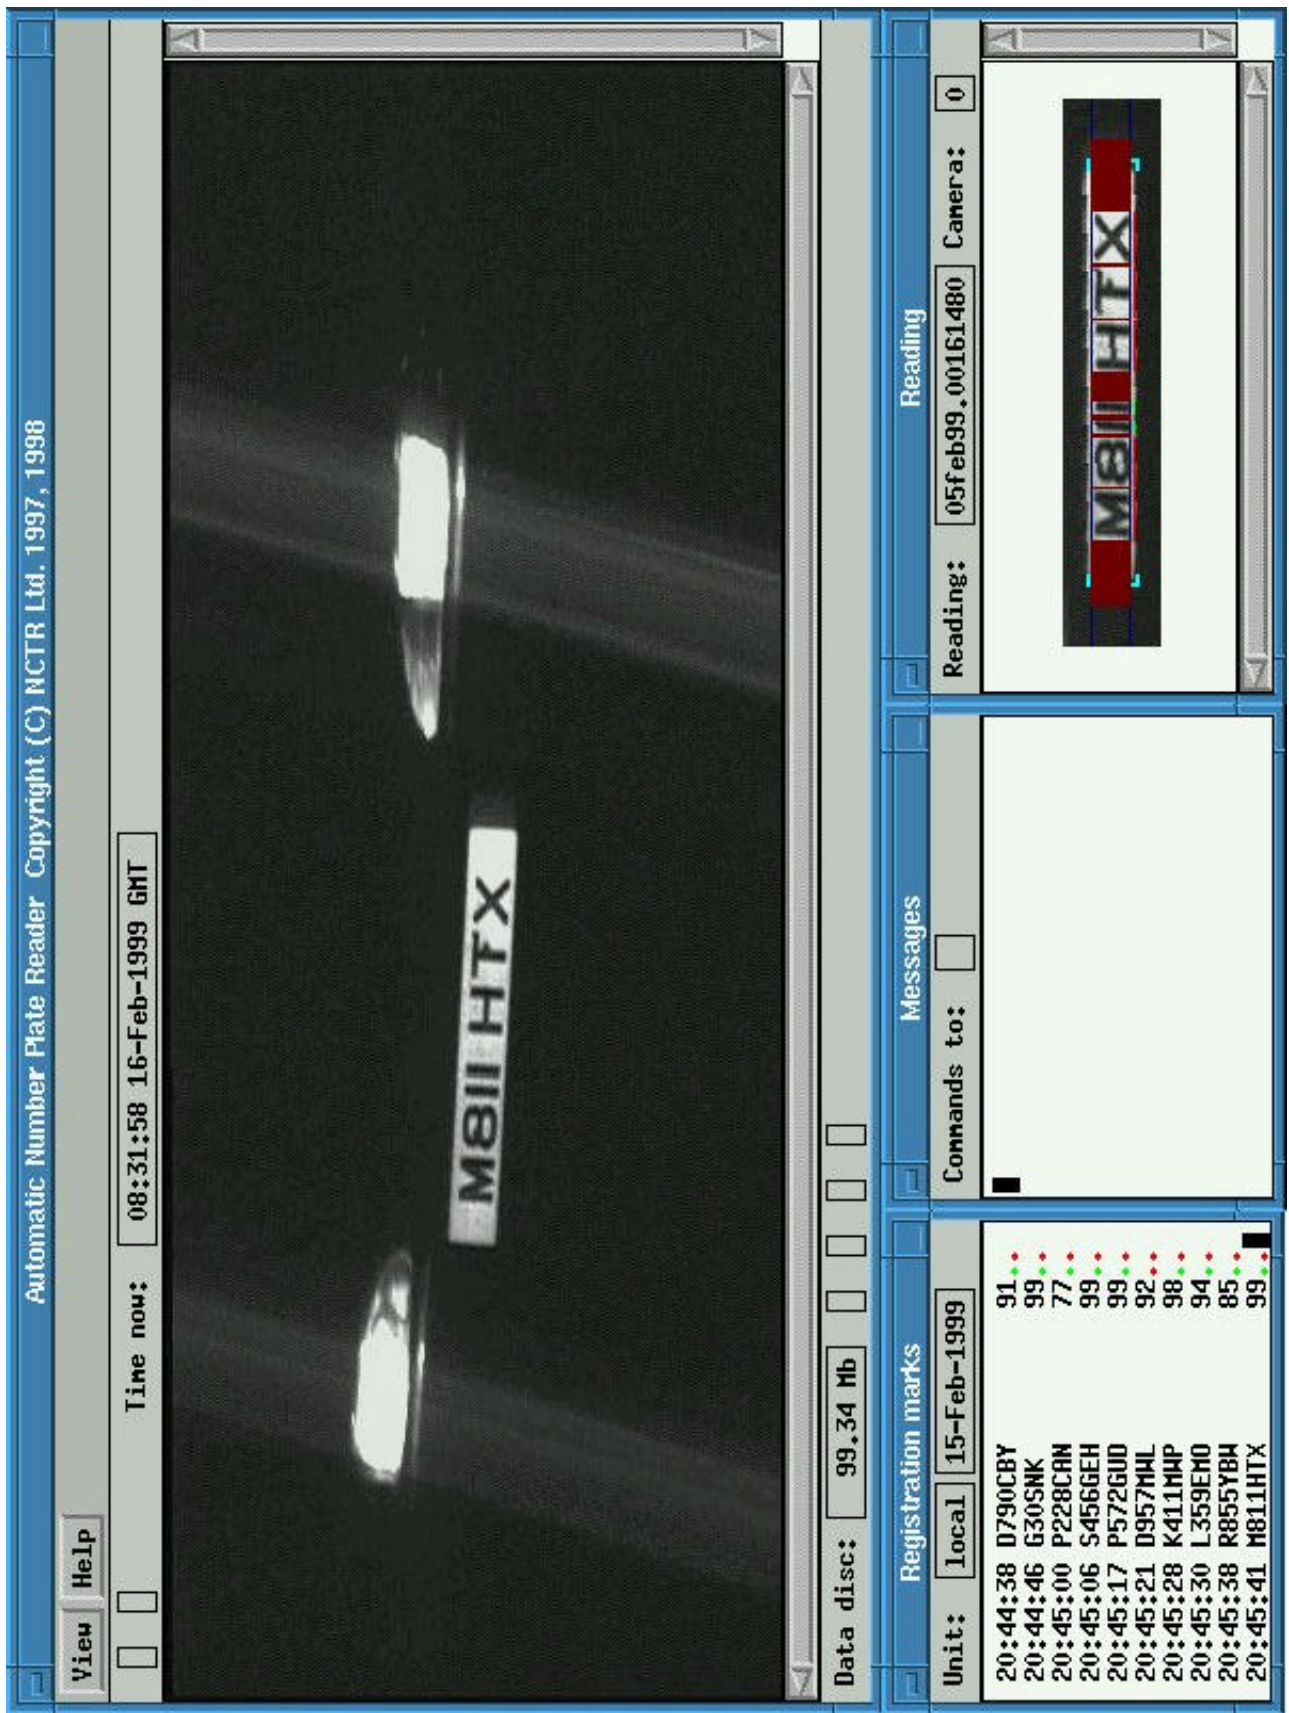 Automatic Number Plate Reader Copyright (C) NCTR Ltd. 1997, 1998
View Help
Time now: 08:31:58 16-Feb-1999 GMT
M811 HTX
Data disc: 99.34 Mb
Registration marks
Unit: local 15-Feb-1999
20:44:38 D790CBY 91
20:44:46 G30SNK 99
20:45:00 P228CAN 77
20:45:06 S456GEH 99
20:45:17 P572GUD 99
20:45:21 D957MWL 92
20:45:28 K411MWP 98
20:45:30 L359EMO 94
20:45:38 R855YBW 85
20:45:41 M811HTX 99
Messages
Commands to:
Reading
Reading: 05feb99.00161480 Camera: 0
M811 HTX